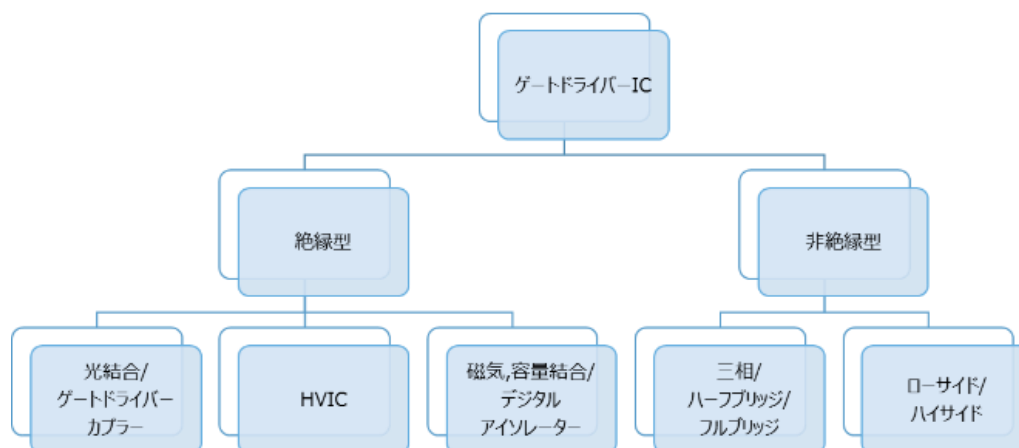 ゲートドライバーIC
絶縁型
非絶縁型
光結合/
ゲートドライバー
カプラー
HVIC
磁気,容量結合/
デジタル
アイソレーター
三相/
ハーフブリッジ/
フルブリッジ
ローサイド/
ハイサイド